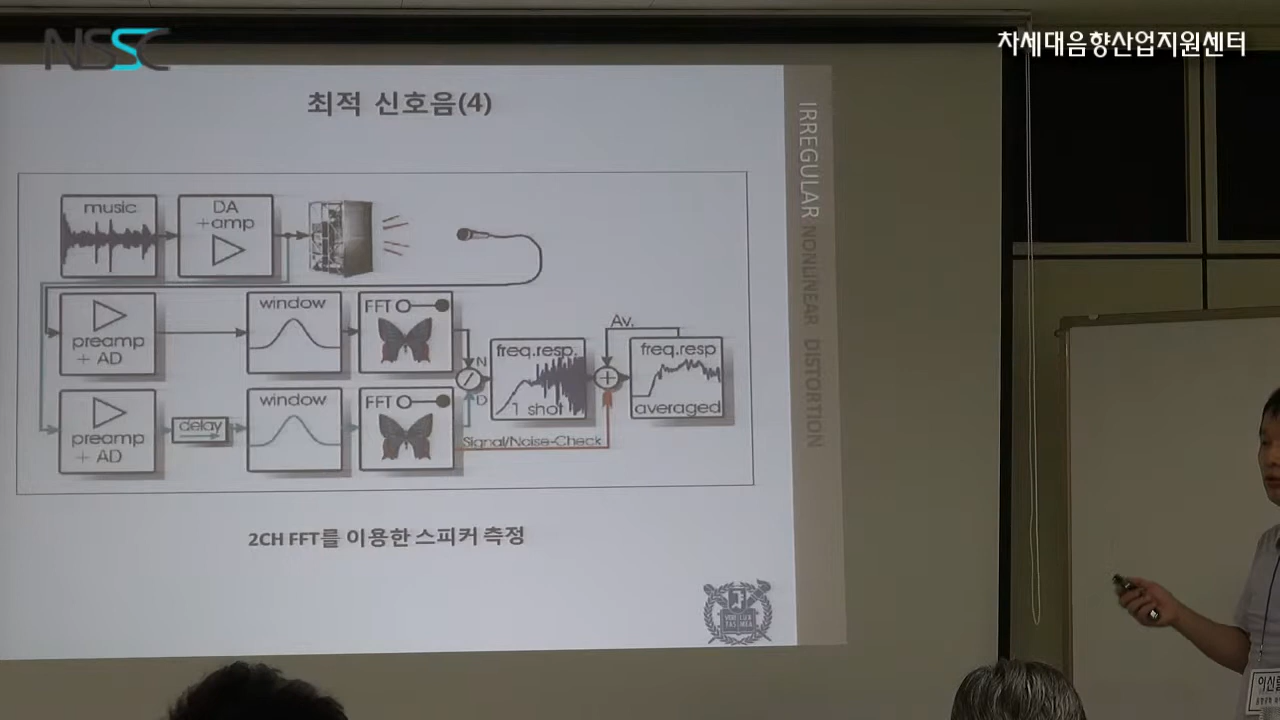 NSSC
차세대음향산업지원센터
최적 신호음(4)
IRREGULAR NONLINEAR DISTORTION
music
DA
+amp
preamp
+ AD
window
FFT
N
D
freq.resp.
1 shot
Av.
freq.resp
averaged
preamp
+ AD
delay
window
FFT
Signal/Noise-Check
2CH FFT를 이용한 스피커 측정